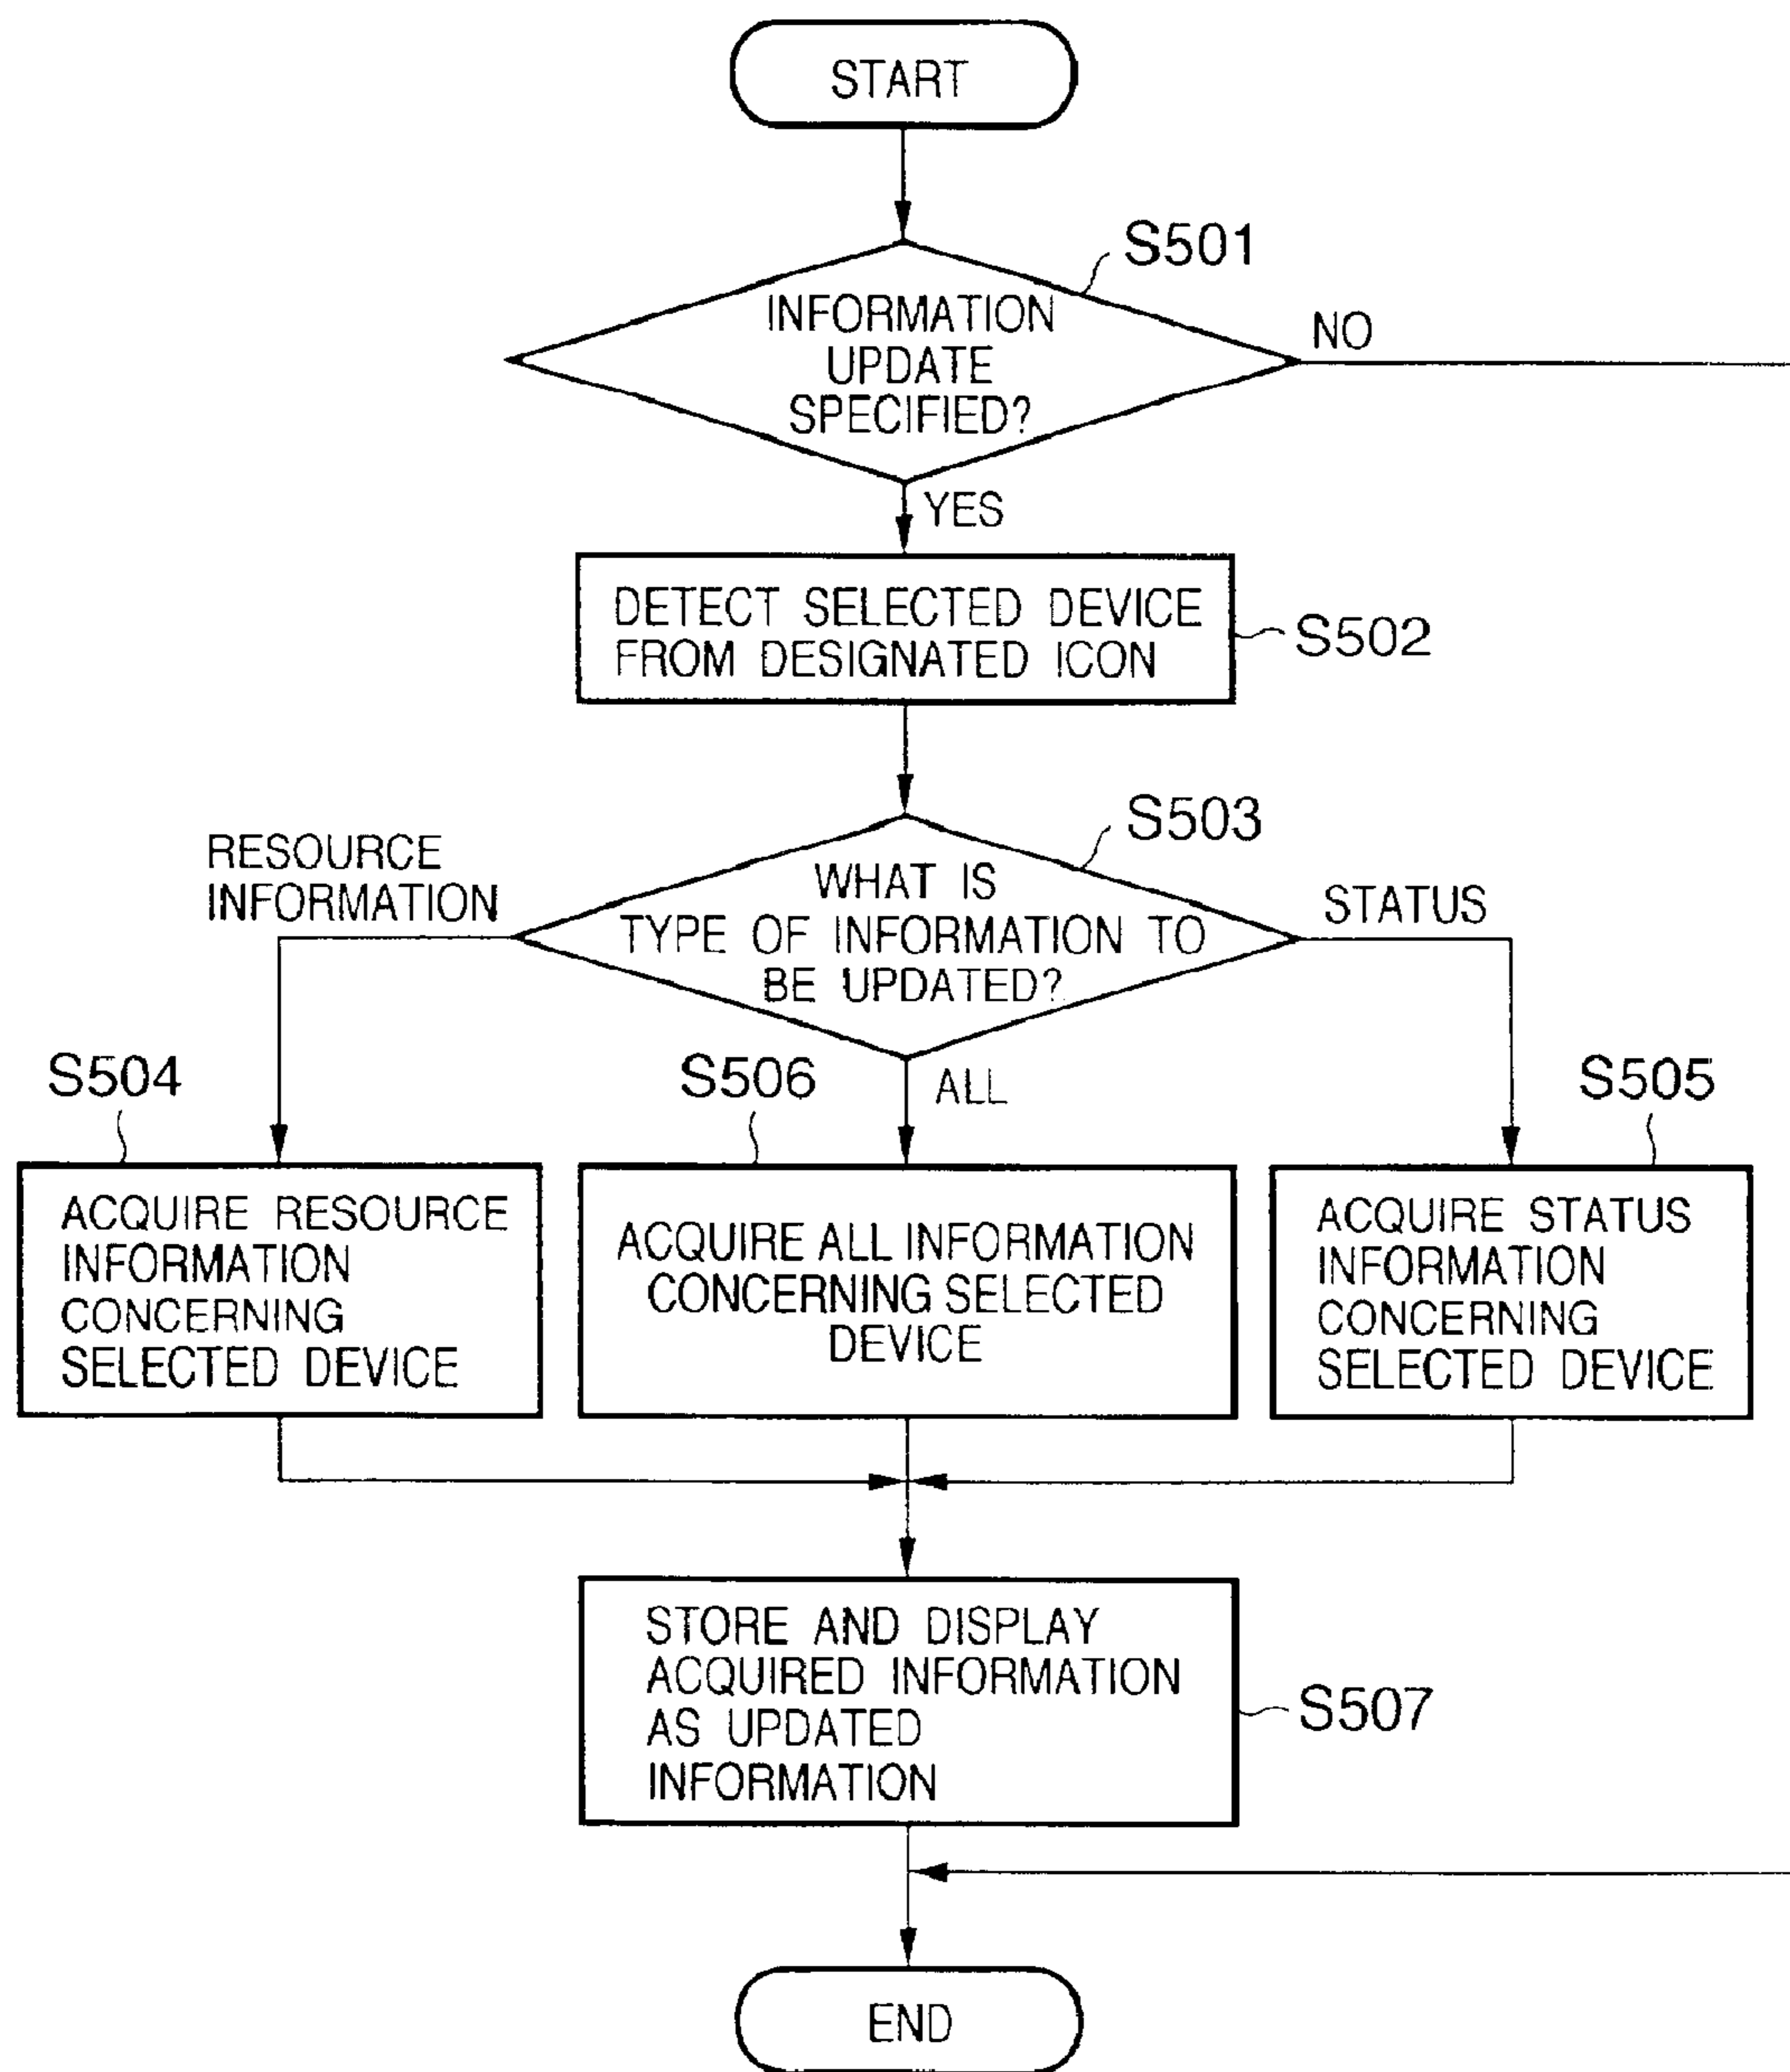 START
S501
INFORMATION
UPDATE
SPECIFIED?
NO
YES
DETECT SELECTED DEVICE
FROM DESIGNATED ICON
S502
S503
RESOURCE
INFORMATION
WHAT IS
TYPE OF INFORMATION TO
BE UPDATED?
STATUS
ALL
S504
ACQUIRE RESOURCE
INFORMATION
CONCERNING
SELECTED DEVICE
S506
ACQUIRE ALL INFORMATION
CONCERNING SELECTED
DEVICE
S505
ACQUIRE STATUS
INFORMATION
CONCERNING
SELECTED DEVICE
STORE AND DISPLAY
ACQUIRED INFORMATION
AS UPDATED
INFORMATION
S507
END